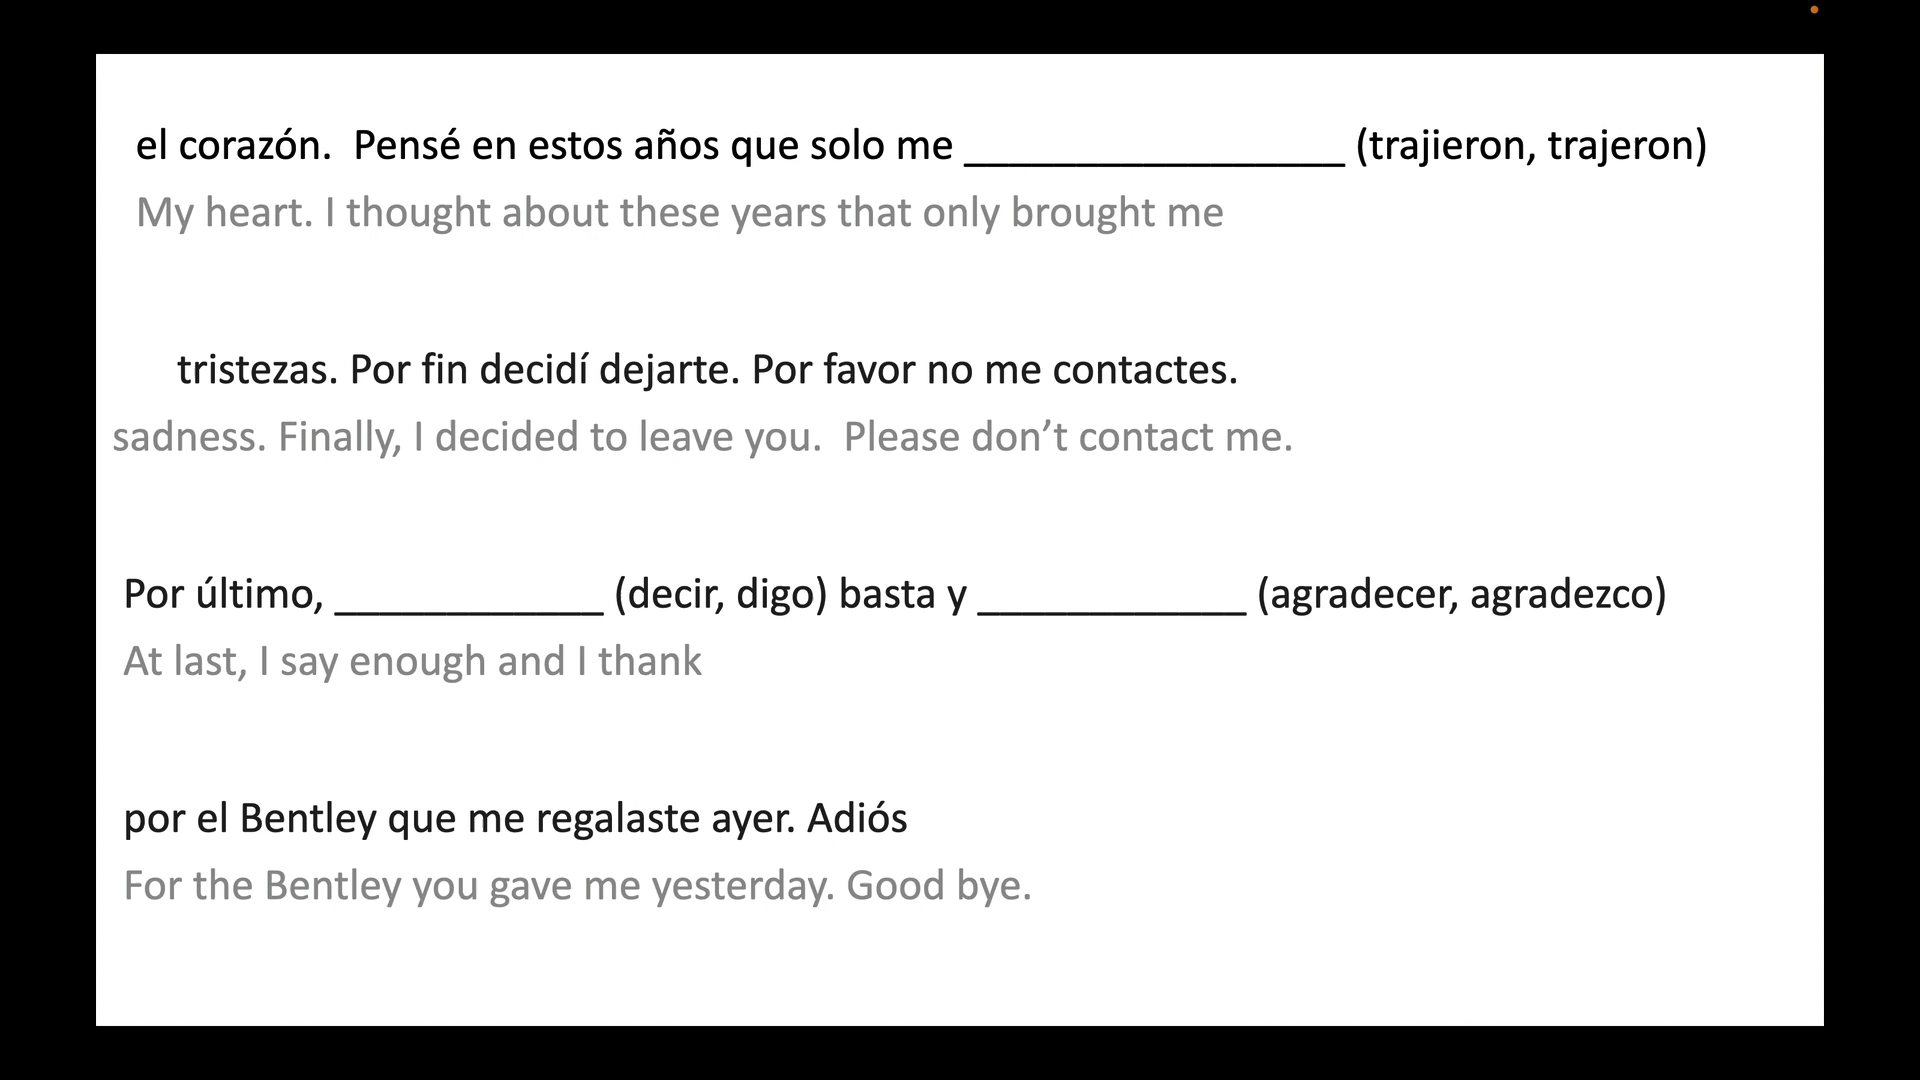 el corazón.  Pensé en estos años que solo me _________________ (trajieron, trajeron)
My heart. I thought about these years that only brought me
tristezas. Por fin decidí dejarte. Por favor no me contactes.
sadness. Finally, I decided to leave you.  Please don’t contact me.
Por último, ____________ (decir, digo) basta y ____________ (agradecer, agradezco)
At last, I say enough and I thank
por el Bentley que me regalaste ayer. Adiós
For the Bentley you gave me yesterday. Good bye.